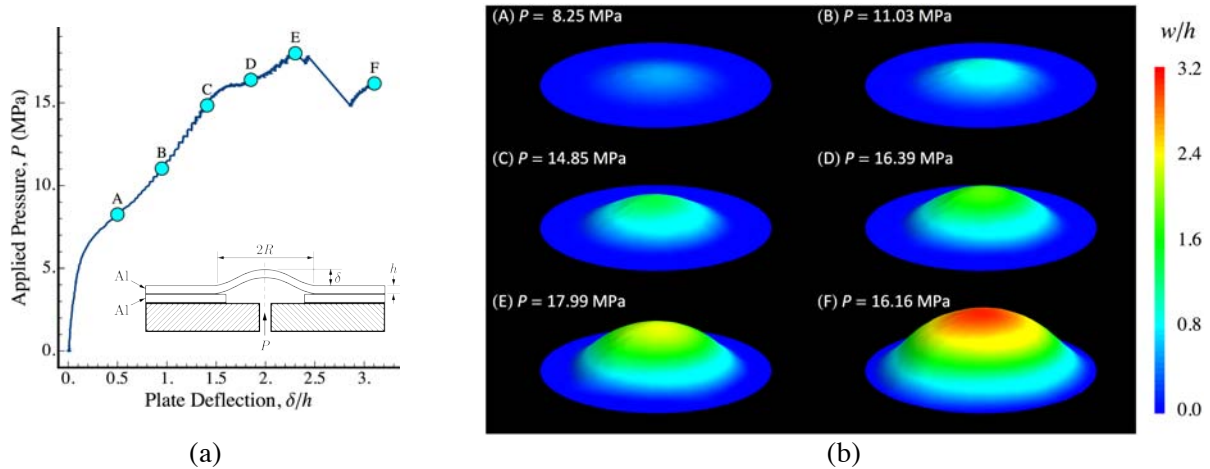 A
B
C
D
E
F
15.
10.
5.
0.
Applied Pressure, P (MPa)
0.
0.5
1.
1.5
2.
2.5
3.
Plate Deflection, δ/h
2R
h
δ
Al
Al
P
(a)
(A) P = 8.25 MPa
(B) P = 11.03 MPa
(C) P = 14.85 MPa
(D) P = 16.39 MPa
(E) P = 17.99 MPa
(F) P = 16.16 MPa
w/h
3.2
2.4
1.6
0.8
0.0
(b)